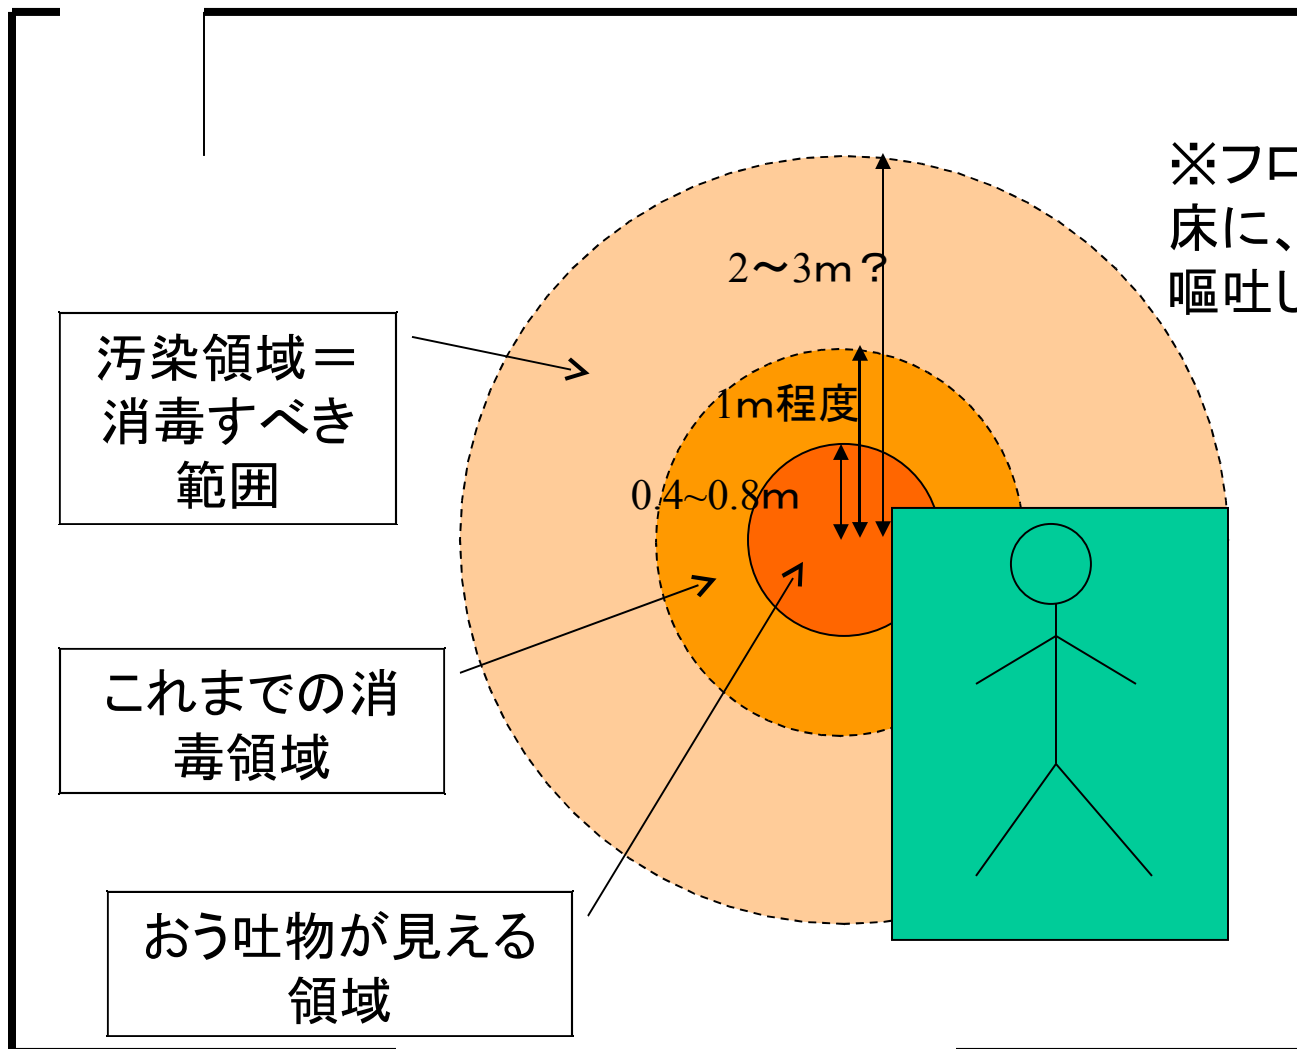 ※フロ
床に、
嘔吐し
2～3ｍ？
汚染領域＝
消毒すべき
範囲
1ｍ程度
0.4~0.8ｍ
これまでの消
毒領域
おう吐物が見える
領域